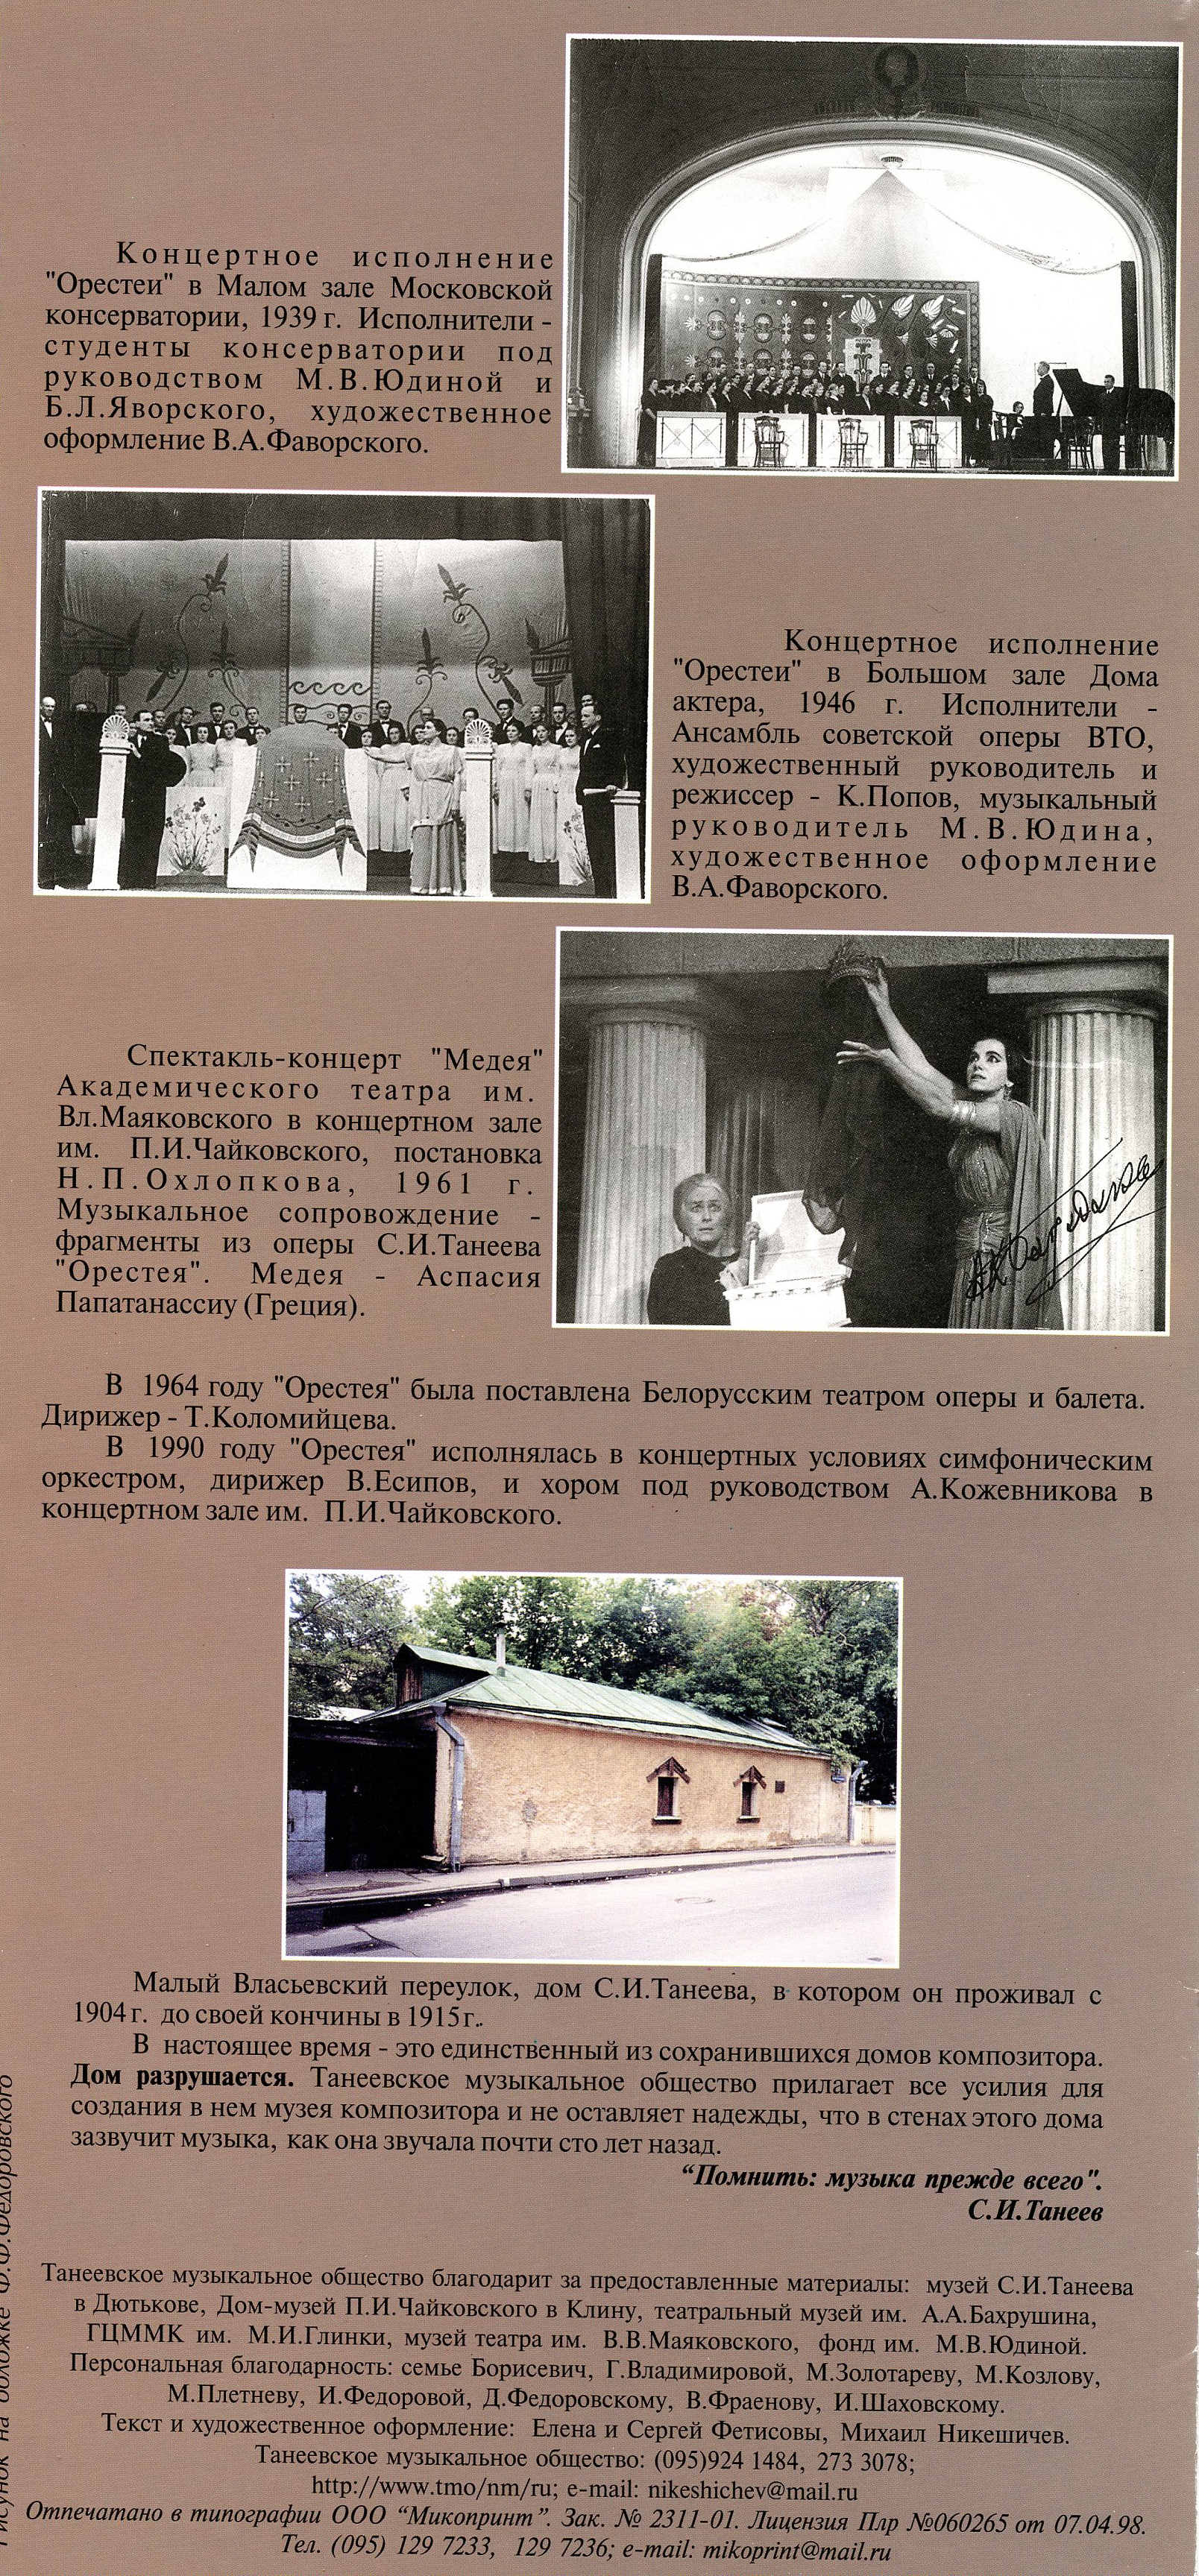 Концертное исполнение
"Орестеи" в Малом зале Московской
консерватории, 1939 г. Исполнители -
студенты консерватории под
руководством М.В.Юдиной и
Б.Л.Яворского, художественное
оформление В.А.Фаворского.
Концертное исполнение
"Орестеи" в Большом зале Дома
актера, 1946 г. Исполнители -
Ансамбль советской оперы ВТО,
художественный руководитель и
режиссер - К.Попов, музыкальный
руководитель М.В.Юдина,
художественное оформление
В.А.Фаворского.
Спектакль-концерт "Медея"
Академического театра им.
Вл.Маяковского в концертном зале
им. П.И.Чайковского, постановка
Н.П.Охлопкова, 1961 г.
Музыкальное сопровождение -
фрагменты из оперы С.И.Танеева
"Орестея". Медея - Аспасия
Папатанассиу (Греция).
В 1964 году "Орестея" была поставлена Белорусским театром оперы и балета.
Дирижер - Т.Коломийцева.
В 1990 году "Орестея" исполнялась в концертных условиях симфоническим
оркестром, дирижер В.Есипов, и хором под руководством А.Кожевникова в
концертном зале им. П.И.Чайковского.
Малый Власьевский переулок, дом С.И.Танеева, в котором он проживал с
1904 г. до своей кончины в 1915 г..
В настоящее время - это единственный из сохранившихся домов композитора.
Дом разрушается. Танеевское музыкальное общество прилагает все усилия для
создания в нем музея композитора и не оставляет надежды, что в стенах этого дома
зазвучит музыка, как она звучала почти сто лет назад.
“Помнить: музыка прежде всего".
С.И.Танеев
Танеевское музыкальное общество благодарит за предоставленные материалы: музей С.И.Танеева
в Дютькове, Дом-музей П.И.Чайковского в Клину, театральный музей им. А.А.Бахрушина,
ГЦММК им. М.И.Глинки, музей театра им. В.В.Маяковского, фонд им. М.В.Юдиной.
Персональная благодарность: семье Борисевич, Г.Владимировой, М.Золотареву, М.Козлову,
М.Плетневу, И.Федоровой, Д.Федоровскому, В.Фраенову, И.Шаховскому.
Текст и художественное оформление: Елена и Сергей Фетисовы, Михаил Никешичев.
Танеевское музыкальное общество: (095)924 1484, 273 3078;
http://www.tmo/nm/ru; e-mail: nikeshichev@mail.ru
Отпечатано в типографии ООО “Микопринт”. Зак. № 2311-01. Лицензия Плр №060265 от 07.04.98.
Тел. (095) 129 7233, 129 7236; e-mail: mikoprint@mail.ru
Рисунок на обложке Ф.Ф.Федоровского